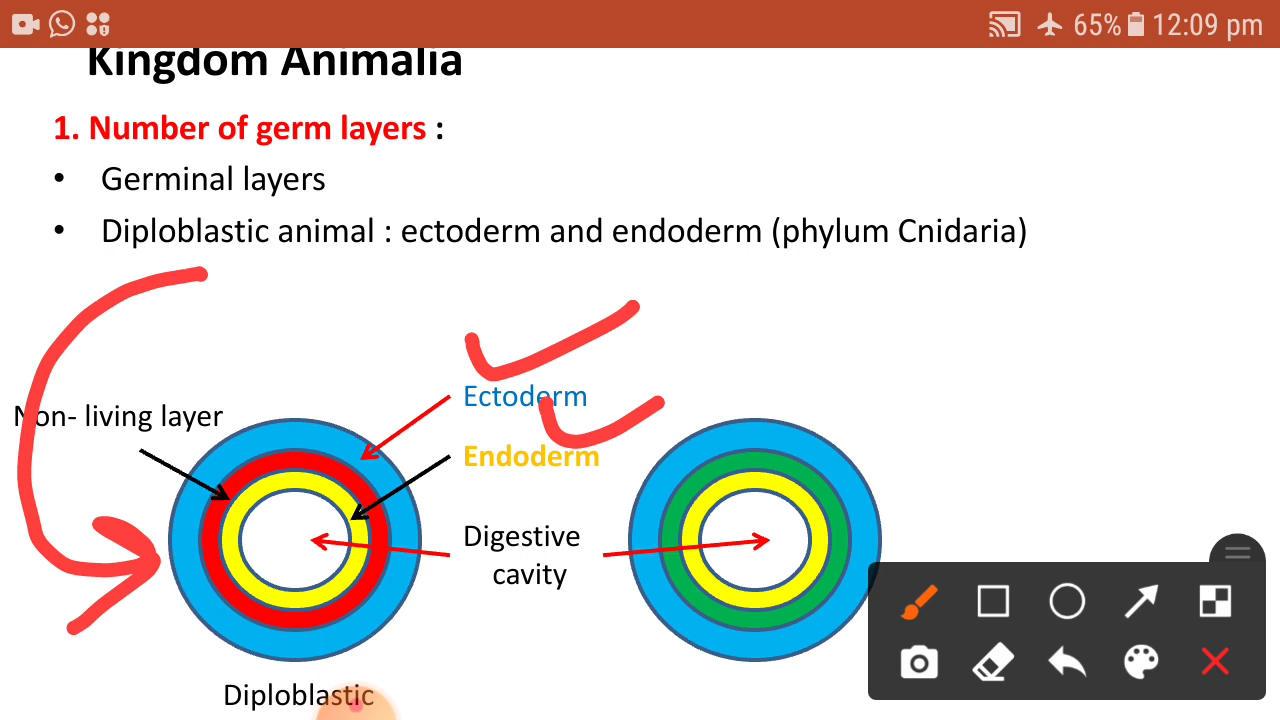 65% 12:09 pm
Kingdom Animalia
1. Number of germ layers :
• Germinal layers
• Diploblastic animal : ectoderm and endoderm (phylum Cnidaria)
Non- living layer
Ectoderm
Endoderm
Digestive
cavity
Diploblastic